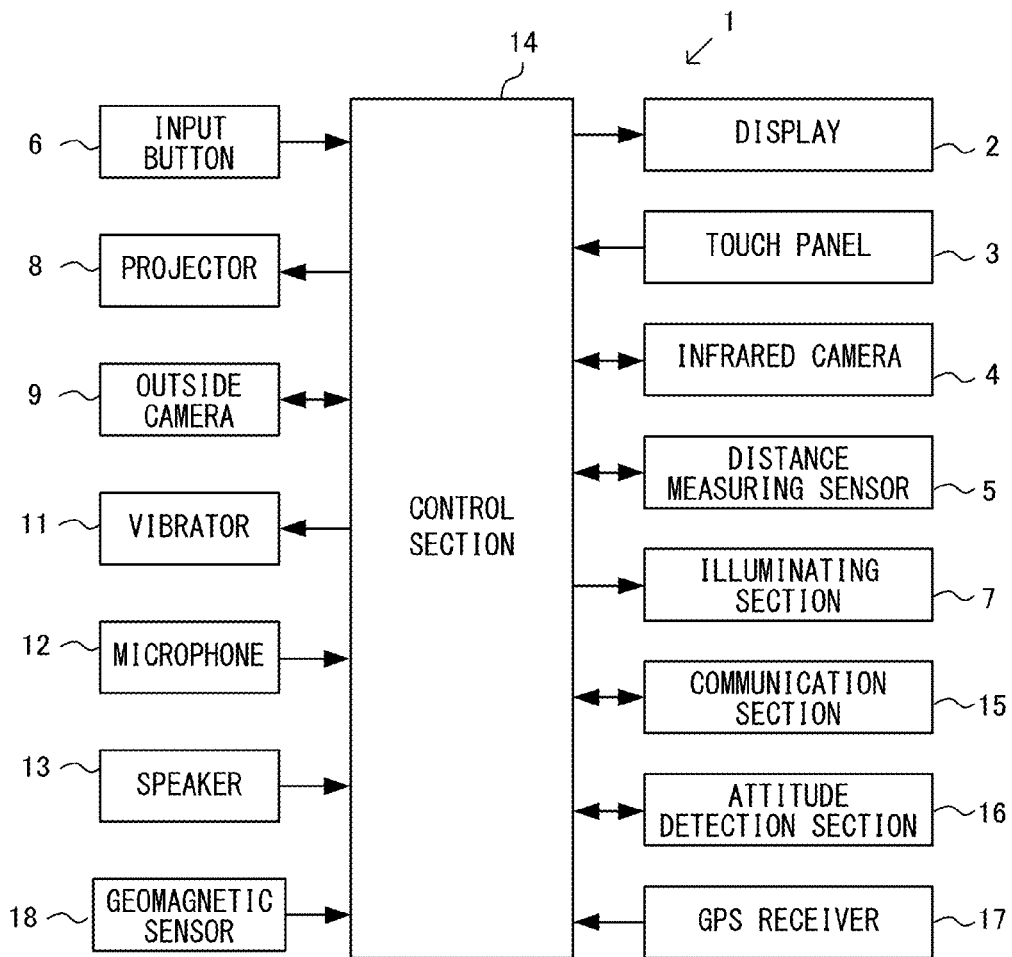 1
14
6
INPUT
BUTTON
DISPLAY
2
8
PROJECTOR
TOUCH PANEL
3
9
OUTSIDE
CAMERA
INFRARED CAMERA
4
11
VIBRATOR
CONTROL
SECTION
DISTANCE
MEASURING SENSOR
5
ILLUMINATING
SECTION
7
12
MICROPHONE
COMMUNICATION
SECTION
15
13
SPEAKER
ATTITUDE
DETECTION SECTION
16
18
GEOMAGNETIC
SENSOR
GPS RECEIVER
17